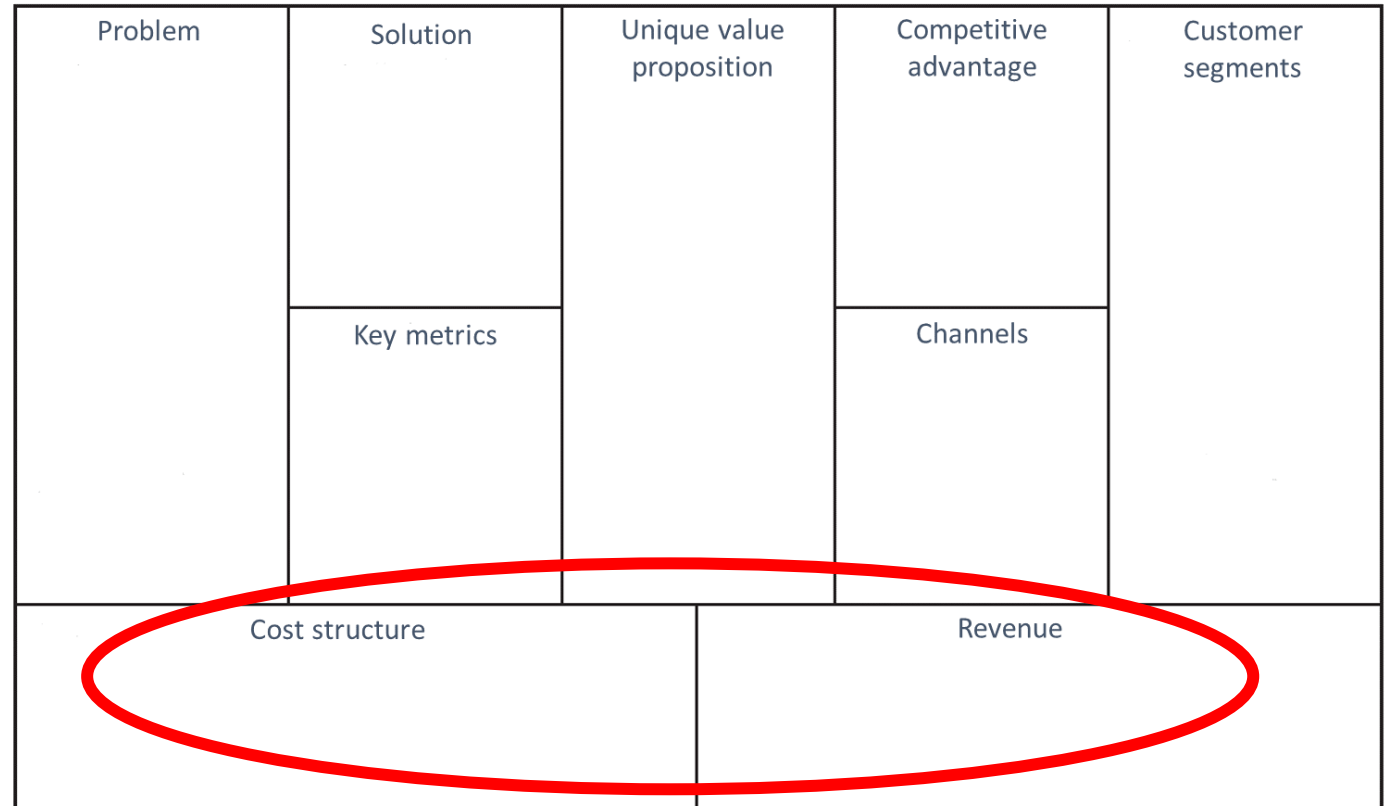 Problem
Solution
Unique value
proposition
Competitive
advantage
Customer
segments
Key metrics
Channels
Cost structure
Revenue